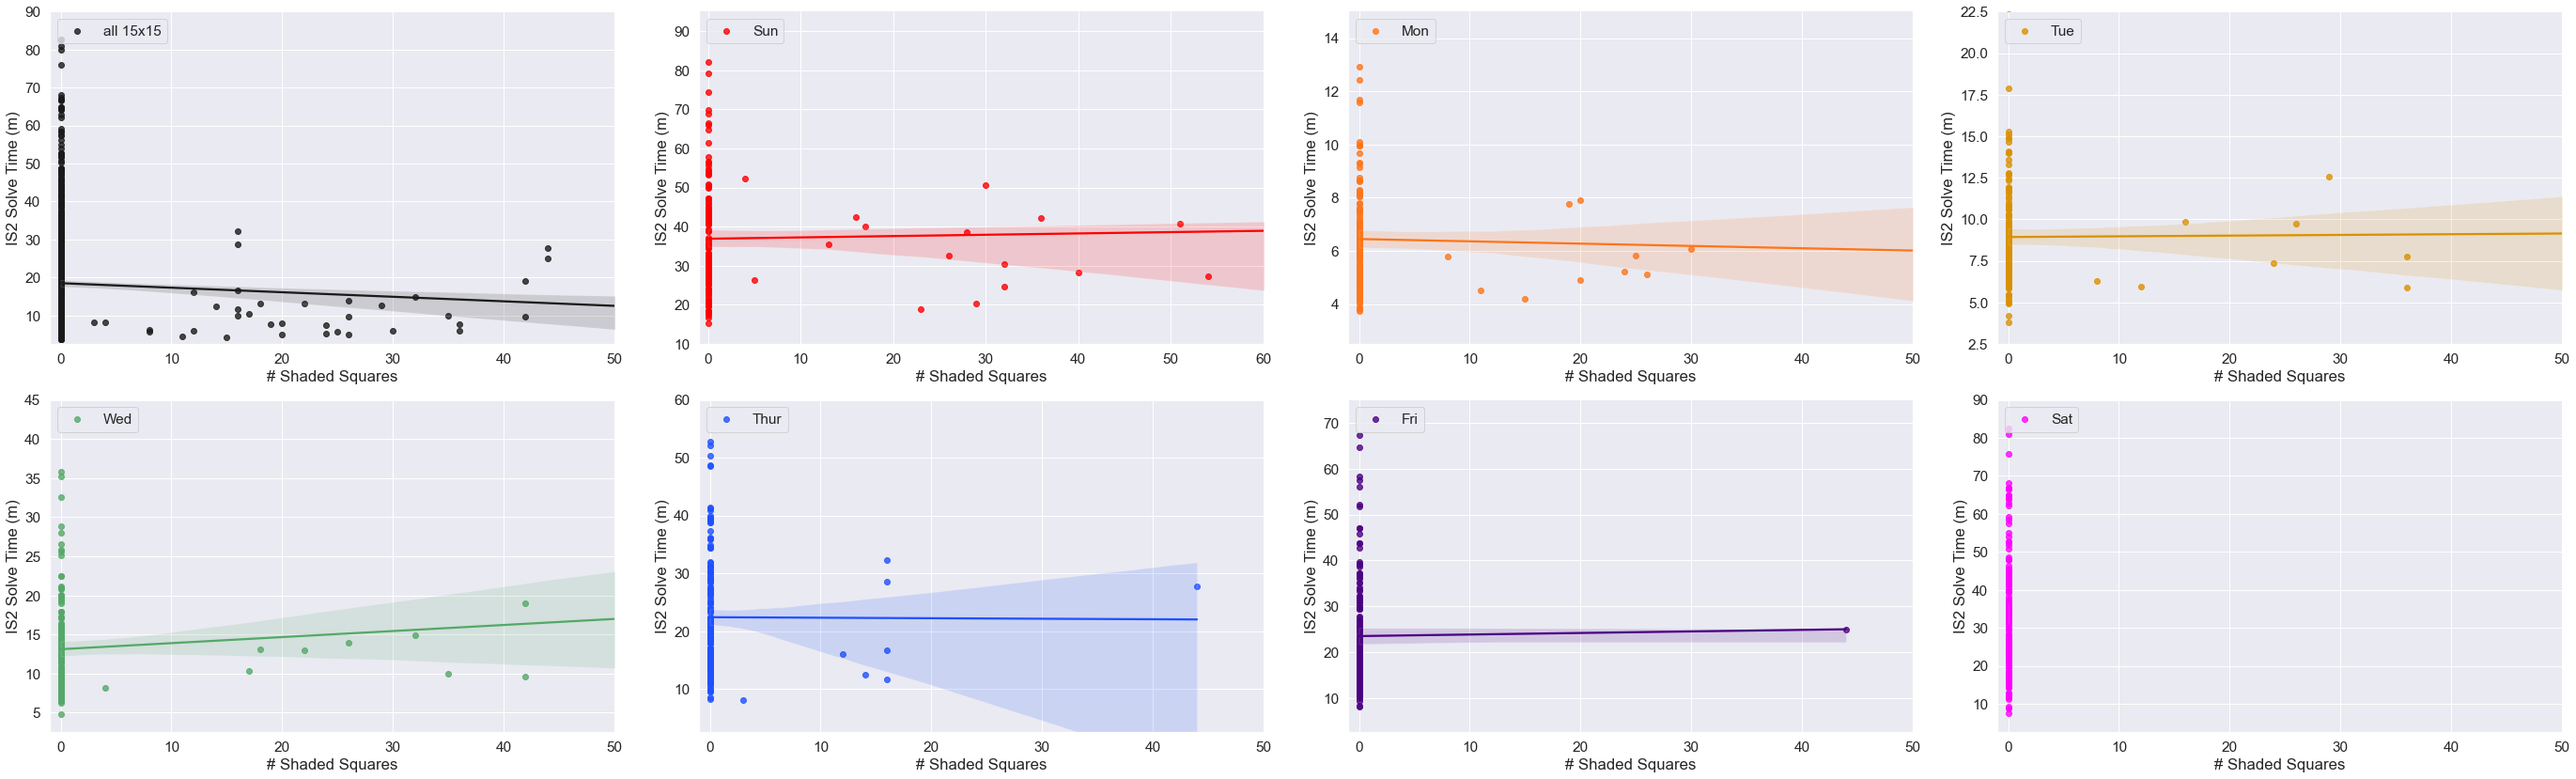 90
80
70
60
50
40
30
20
10
IS2 Solve Time (m)
all 15x15
0 10 20 30 40 50
# Shaded Squares
90
80
70
60
50
40
30
20
10
IS2 Solve Time (m)
Sun
0 10 20 30 40 50 60
# Shaded Squares
14
12
10
8
6
4
IS2 Solve Time (m)
Mon
0 10 20 30 40 50
# Shaded Squares
22.5
20.0
17.5
15.0
12.5
10.0
7.5
5.0
2.5
IS2 Solve Time (m)
Tue
0 10 20 30 40 50
# Shaded Squares
45
40
35
30
25
20
15
10
5
IS2 Solve Time (m)
Wed
0 10 20 30 40 50
# Shaded Squares
60
50
40
30
20
10
IS2 Solve Time (m)
Thur
0 10 20 30 40 50
# Shaded Squares
70
60
50
40
30
20
10
IS2 Solve Time (m)
Fri
0 10 20 30 40 50
# Shaded Squares
90
80
70
60
50
40
30
20
10
IS2 Solve Time (m)
Sat
0 10 20 30 40 50
# Shaded Squares